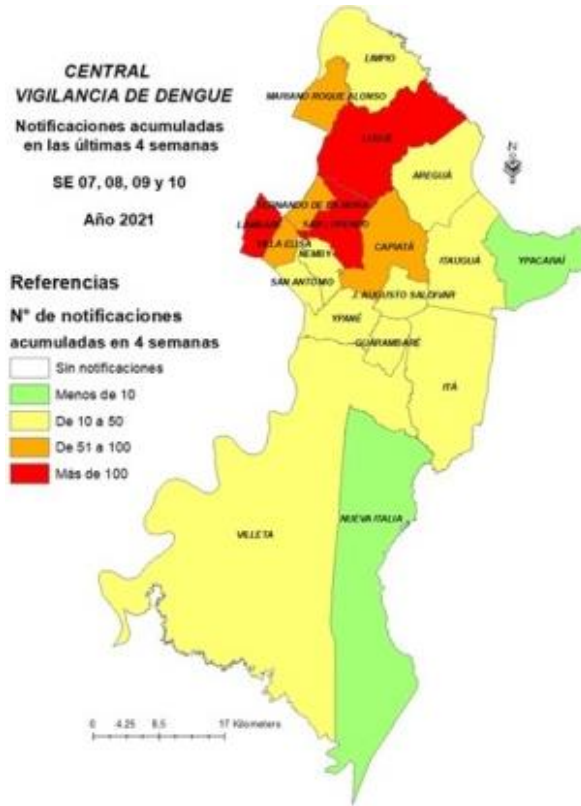 CENTRAL
VIGILANCIA DE DENGUE
Notificaciones acumuladas
en las últimas 4 semanas
SE 07, 08, 09 y 10
Año 2021
Referencias
N° de notificaciones
acumuladas en 4 semanas
Sin notificaciones
Menos de 10
De 10 a 50
De 51 a 100
Más de 100
LIMPIO
MARIANO ROQUE ALONSO
LUQUE
AREGUÁ
FERNANDO DE
SAN LORENZO
VILLA ELISA
ÑEMBY
CAPIATÁ
ITAUGUÁ
YPACARAÍ
SAN ANTONIO
J. AUGUSTO SALDIVAR
YPANÉ
GUARAMBARÉ
ITÁ
VILLETA
NUEVA ITALIA
0 4.25 8.5 17 Kilometers